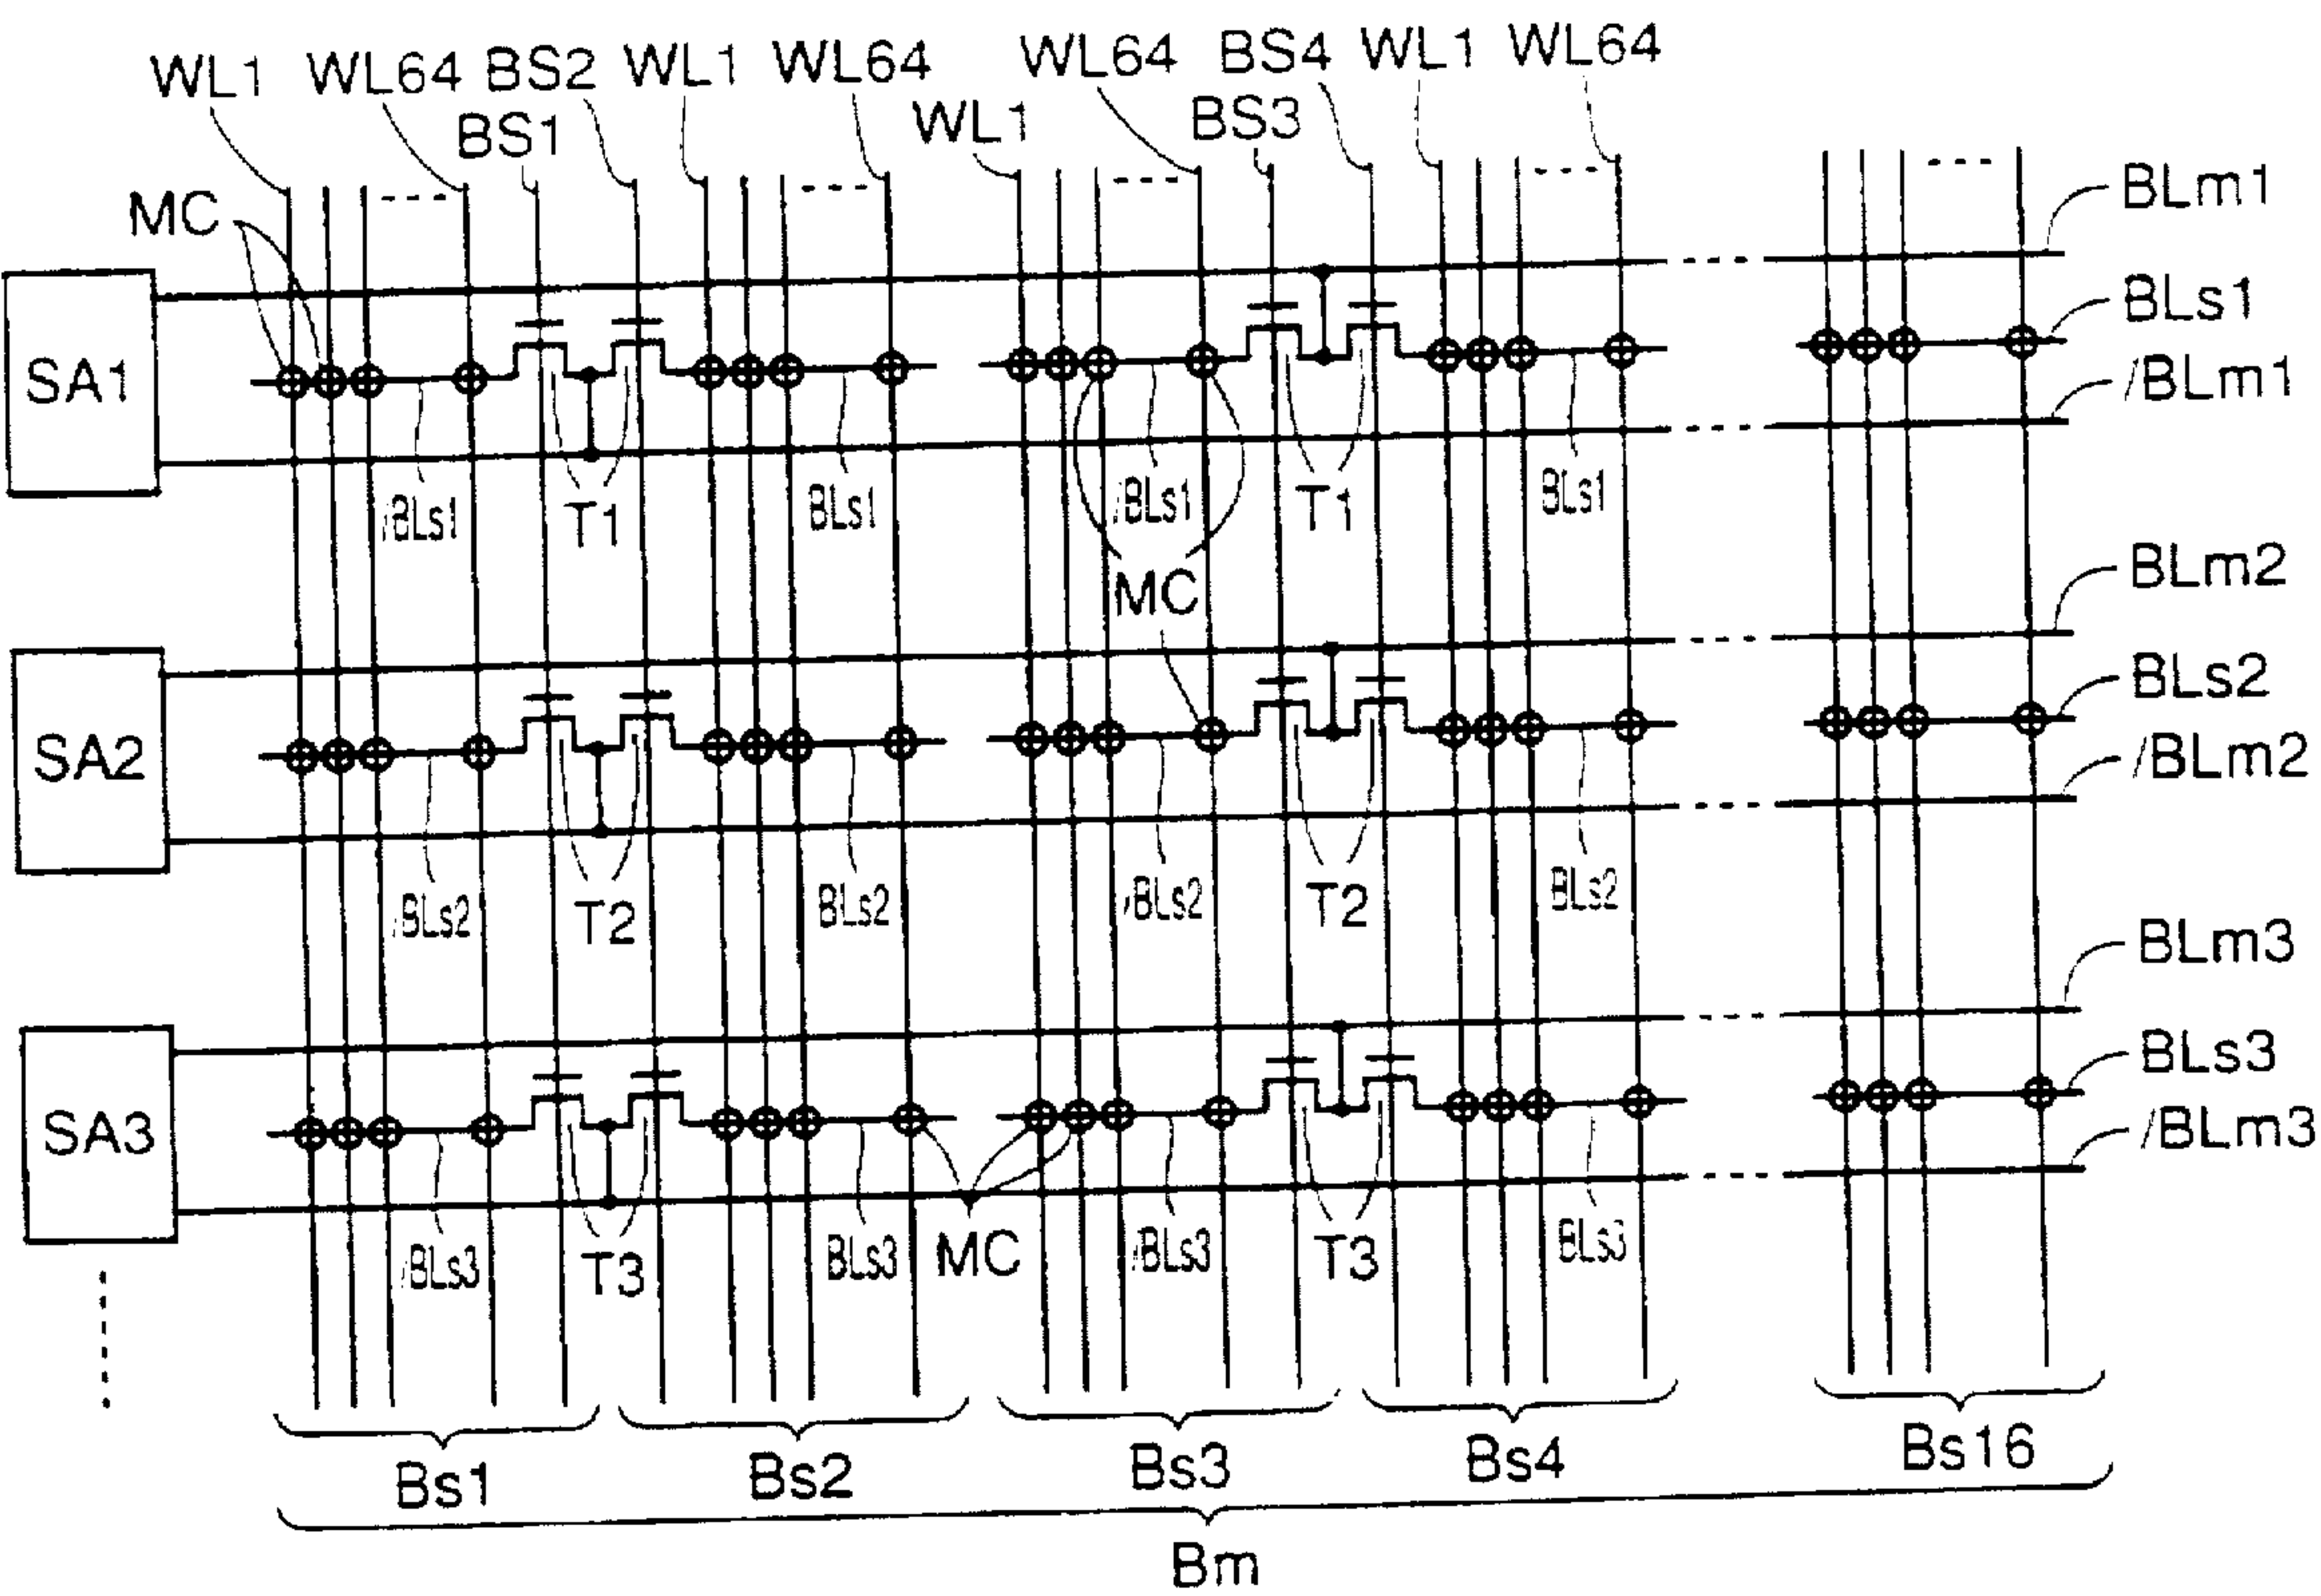 WL1 WL64 BS2 WL1 WL64 WL64 BS4 WL1 WL64
BS1 WL1 BS3
MC BLm1
BLs1
SA1 /BLm1
/BLs1 T1 BLs1 /BLs1 T1 BLs1
MC BLm2
BLs2
SA2 /BLm2
/BLs2 T2 BLs2 /BLs2 T2 BLs2
BLm3
BLs3
SA3 /BLm3
/BLs3 T3 BLs3 MC /BLs3 T3 BLs3
Bs1 Bs2 Bs3 Bs4 Bs16
Bm